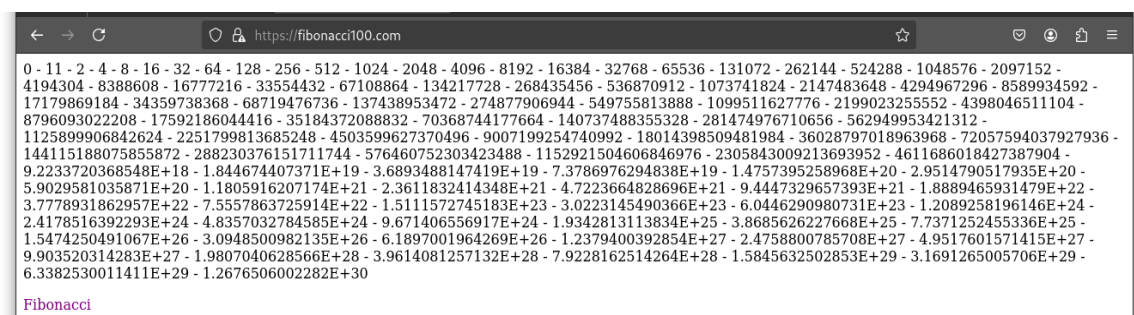 https://fibonacci100.com
0 - 11 - 2 - 4 - 8 - 16 - 32 - 64 - 128 - 256 - 512 - 1024 - 2048 - 4096 - 8192 - 16384 - 32768 - 65536 - 131072 - 262144 - 524288 - 1048576 - 2097152 -
4194304 - 8388608 - 16777216 - 33554432 - 67108864 - 134217728 - 268435456 - 536870912 - 1073741824 - 2147483648 - 4294967296 - 8589934592 -
17179869184 - 34359738368 - 68719476736 - 137438953472 - 274877906944 - 549755813888 - 1099511627776 - 2199023255552 - 4398046511104 -
8796093022208 - 17592186044416 - 35184372088832 - 70368744177664 - 140737488355328 - 281474976710656 - 562949953421312 -
1125899906842624 - 2251799813685248 - 4503599627370496 - 9007199254740992 - 18014398509481984 - 36028797018963968 - 72057594037927936 -
144115188075855872 - 288230376151711744 - 576460752303423488 - 1152921504606846976 - 2305843009213693952 - 4611686018427387904 -
9.2233720368548E+18 - 1.844674407371E+19 - 3.6893488147419E+19 - 7.3786976294838E+19 - 1.4757395258968E+20 - 2.9514790517935E+20 -
5.9029581035871E+20 - 1.1805916207174E+21 - 2.3611832414348E+21 - 4.7223664828696E+21 - 9.4447329657393E+21 - 1.8889465931479E+22 -
3.7778931862957E+22 - 7.5557863725914E+22 - 1.5111572745183E+23 - 3.0223145490366E+23 - 6.0446290980731E+23 - 1.2089258196146E+24 -
2.4178516392293E+24 - 4.8357032784585E+24 - 9.671406556917E+24 - 1.9342813113834E+25 - 3.8685626227668E+25 - 7.7371252455336E+25 -
1.5474250491067E+26 - 3.0948500982135E+26 - 6.1897001964269E+26 - 1.2379400392854E+27 - 2.4758800785708E+27 - 4.9517601571415E+27 -
9.903520314283E+27 - 1.9807040628566E+28 - 3.9614081257132E+28 - 7.9228162514264E+28 - 1.5845632502853E+29 - 3.1691265005706E+29 -
6.3382530011411E+29 - 1.2676506002282E+30
Fibonacci